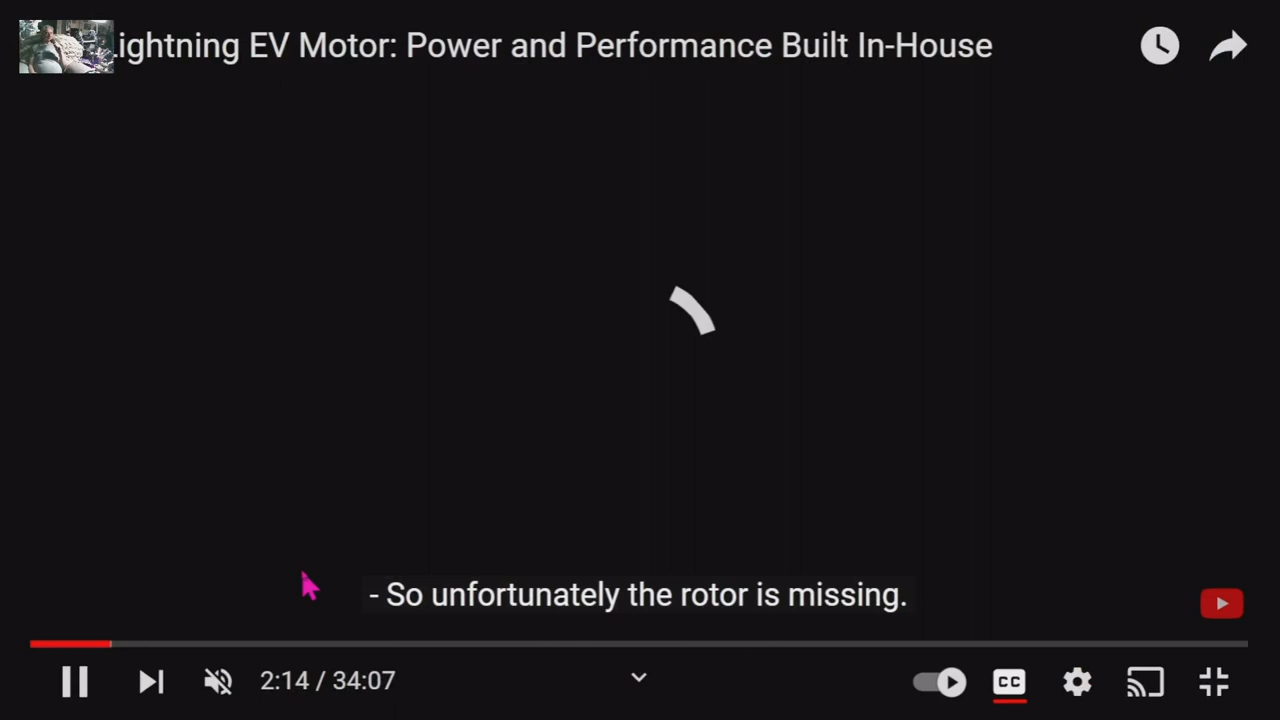 Lightning EV Motor: Power and Performance Built In-House
- So unfortunately the rotor is missing.
2:14 / 34:07
CC